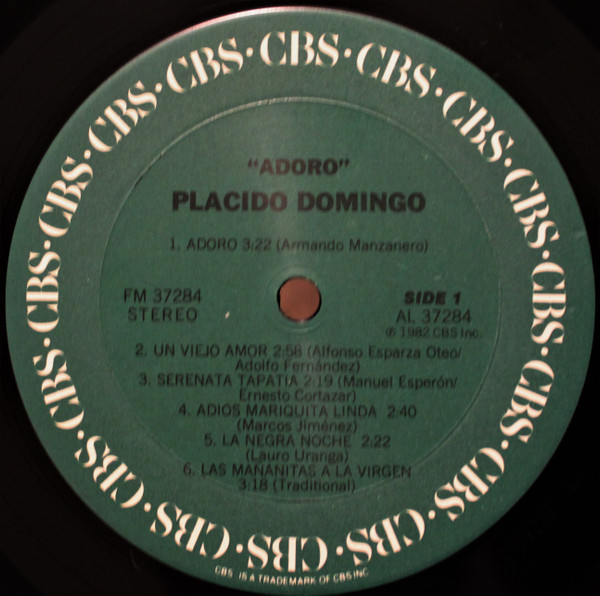 CBS · CBS · CBS · CBS · CBS · CBS · CBS · CBS · CBS · CBS · CBS · CBS · CBS · CBS · CBS · CBS · CBS · CBS ·
"ADORO"
PLACIDO DOMINGO
1. ADORO 3:22 (Armando Manzanero)
FM 37284
STEREO
SIDE 1
AL 37284
℗ 1982 CBS Inc.
2. UN VIEJO AMOR 2:58 (Alfonso Esparza Oteo/
Adolfo Fernández)
3. SERENATA TAPATIA 2:19 (Manuel Esperón/
Ernesto Cortazar)
4. ADIOS MARIQUITA LINDA 2:40
(Marcos Jiménez)
5. LA NEGRA NOCHE 2:22
(Lauro Uranga)
6. LAS MAÑANITAS A LA VIRGEN
3:18 (Traditional)
CBS IS A TRADEMARK OF CBS INC.